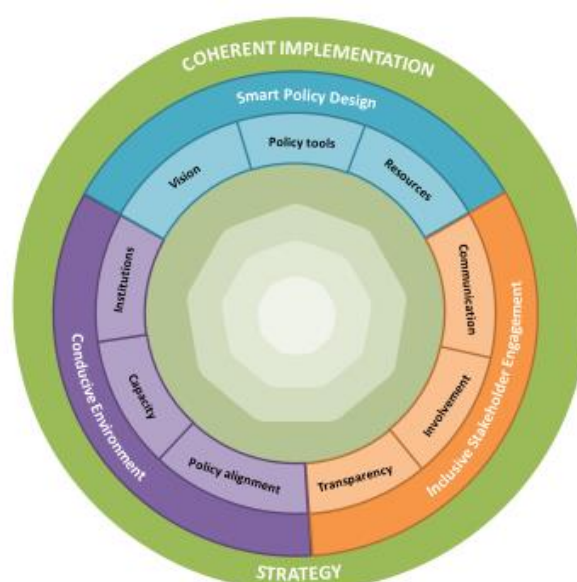 COHERENT IMPLEMENTATION
Smart Policy Design
Vision
Policy tools
Resources
Institutions
Capacity
Policy alignment
Conducive Environment
Communication
Involvement
Transparency
Inclusive Stakeholder Engagement
STRATEGY